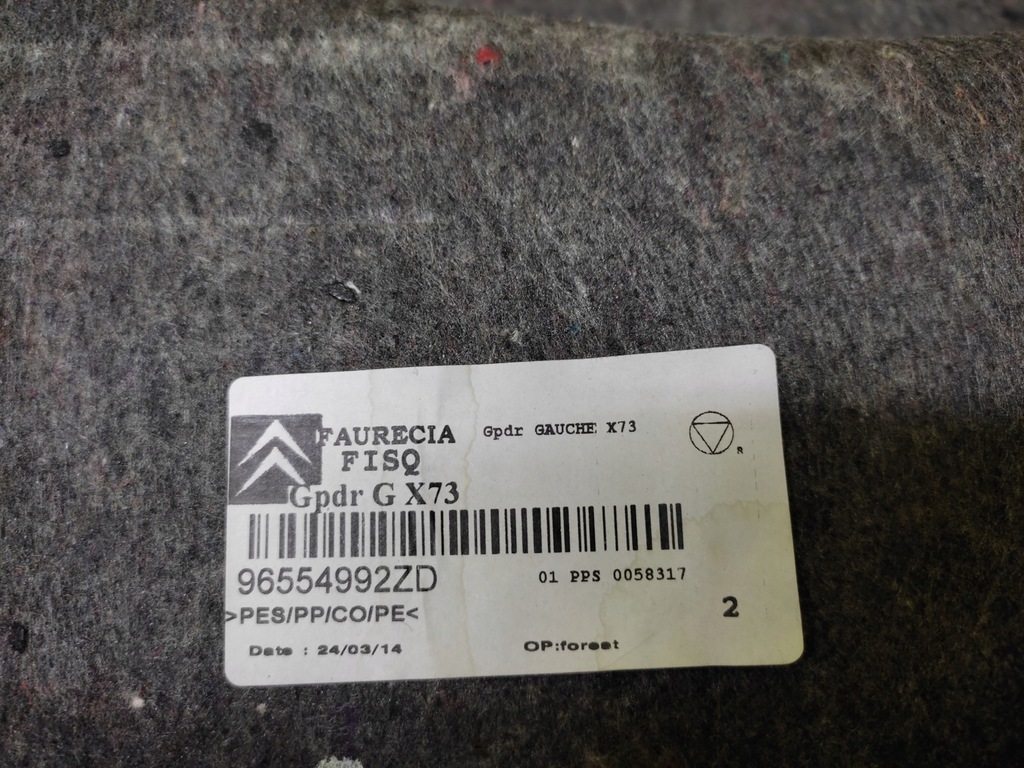 FAURECIA
Gpdr GAUCHE X73
FISQ
R
Gpdr G X73
96554992ZD
01 PPS 0058317
>PES/PP/CO/PE<
2
Date : 24/03/14
OP:forest